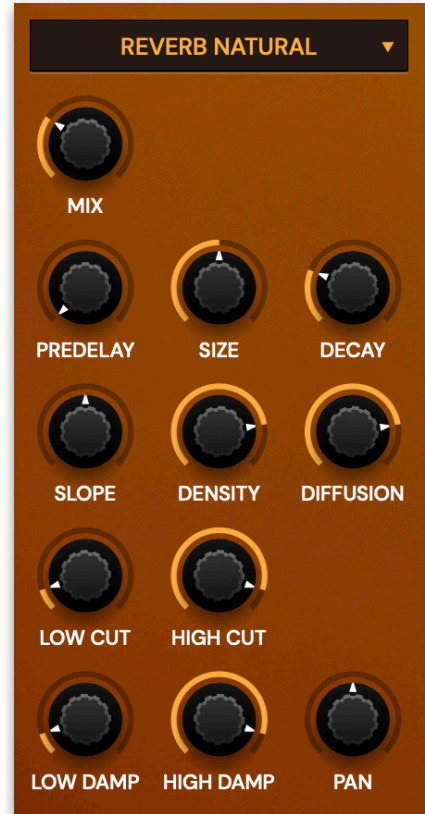 REVERB NATURAL
MIX
PREDELAY SIZE DECAY
SLOPE DENSITY DIFFUSION
LOW CUT HIGH CUT
LOW DAMP HIGH DAMP PAN